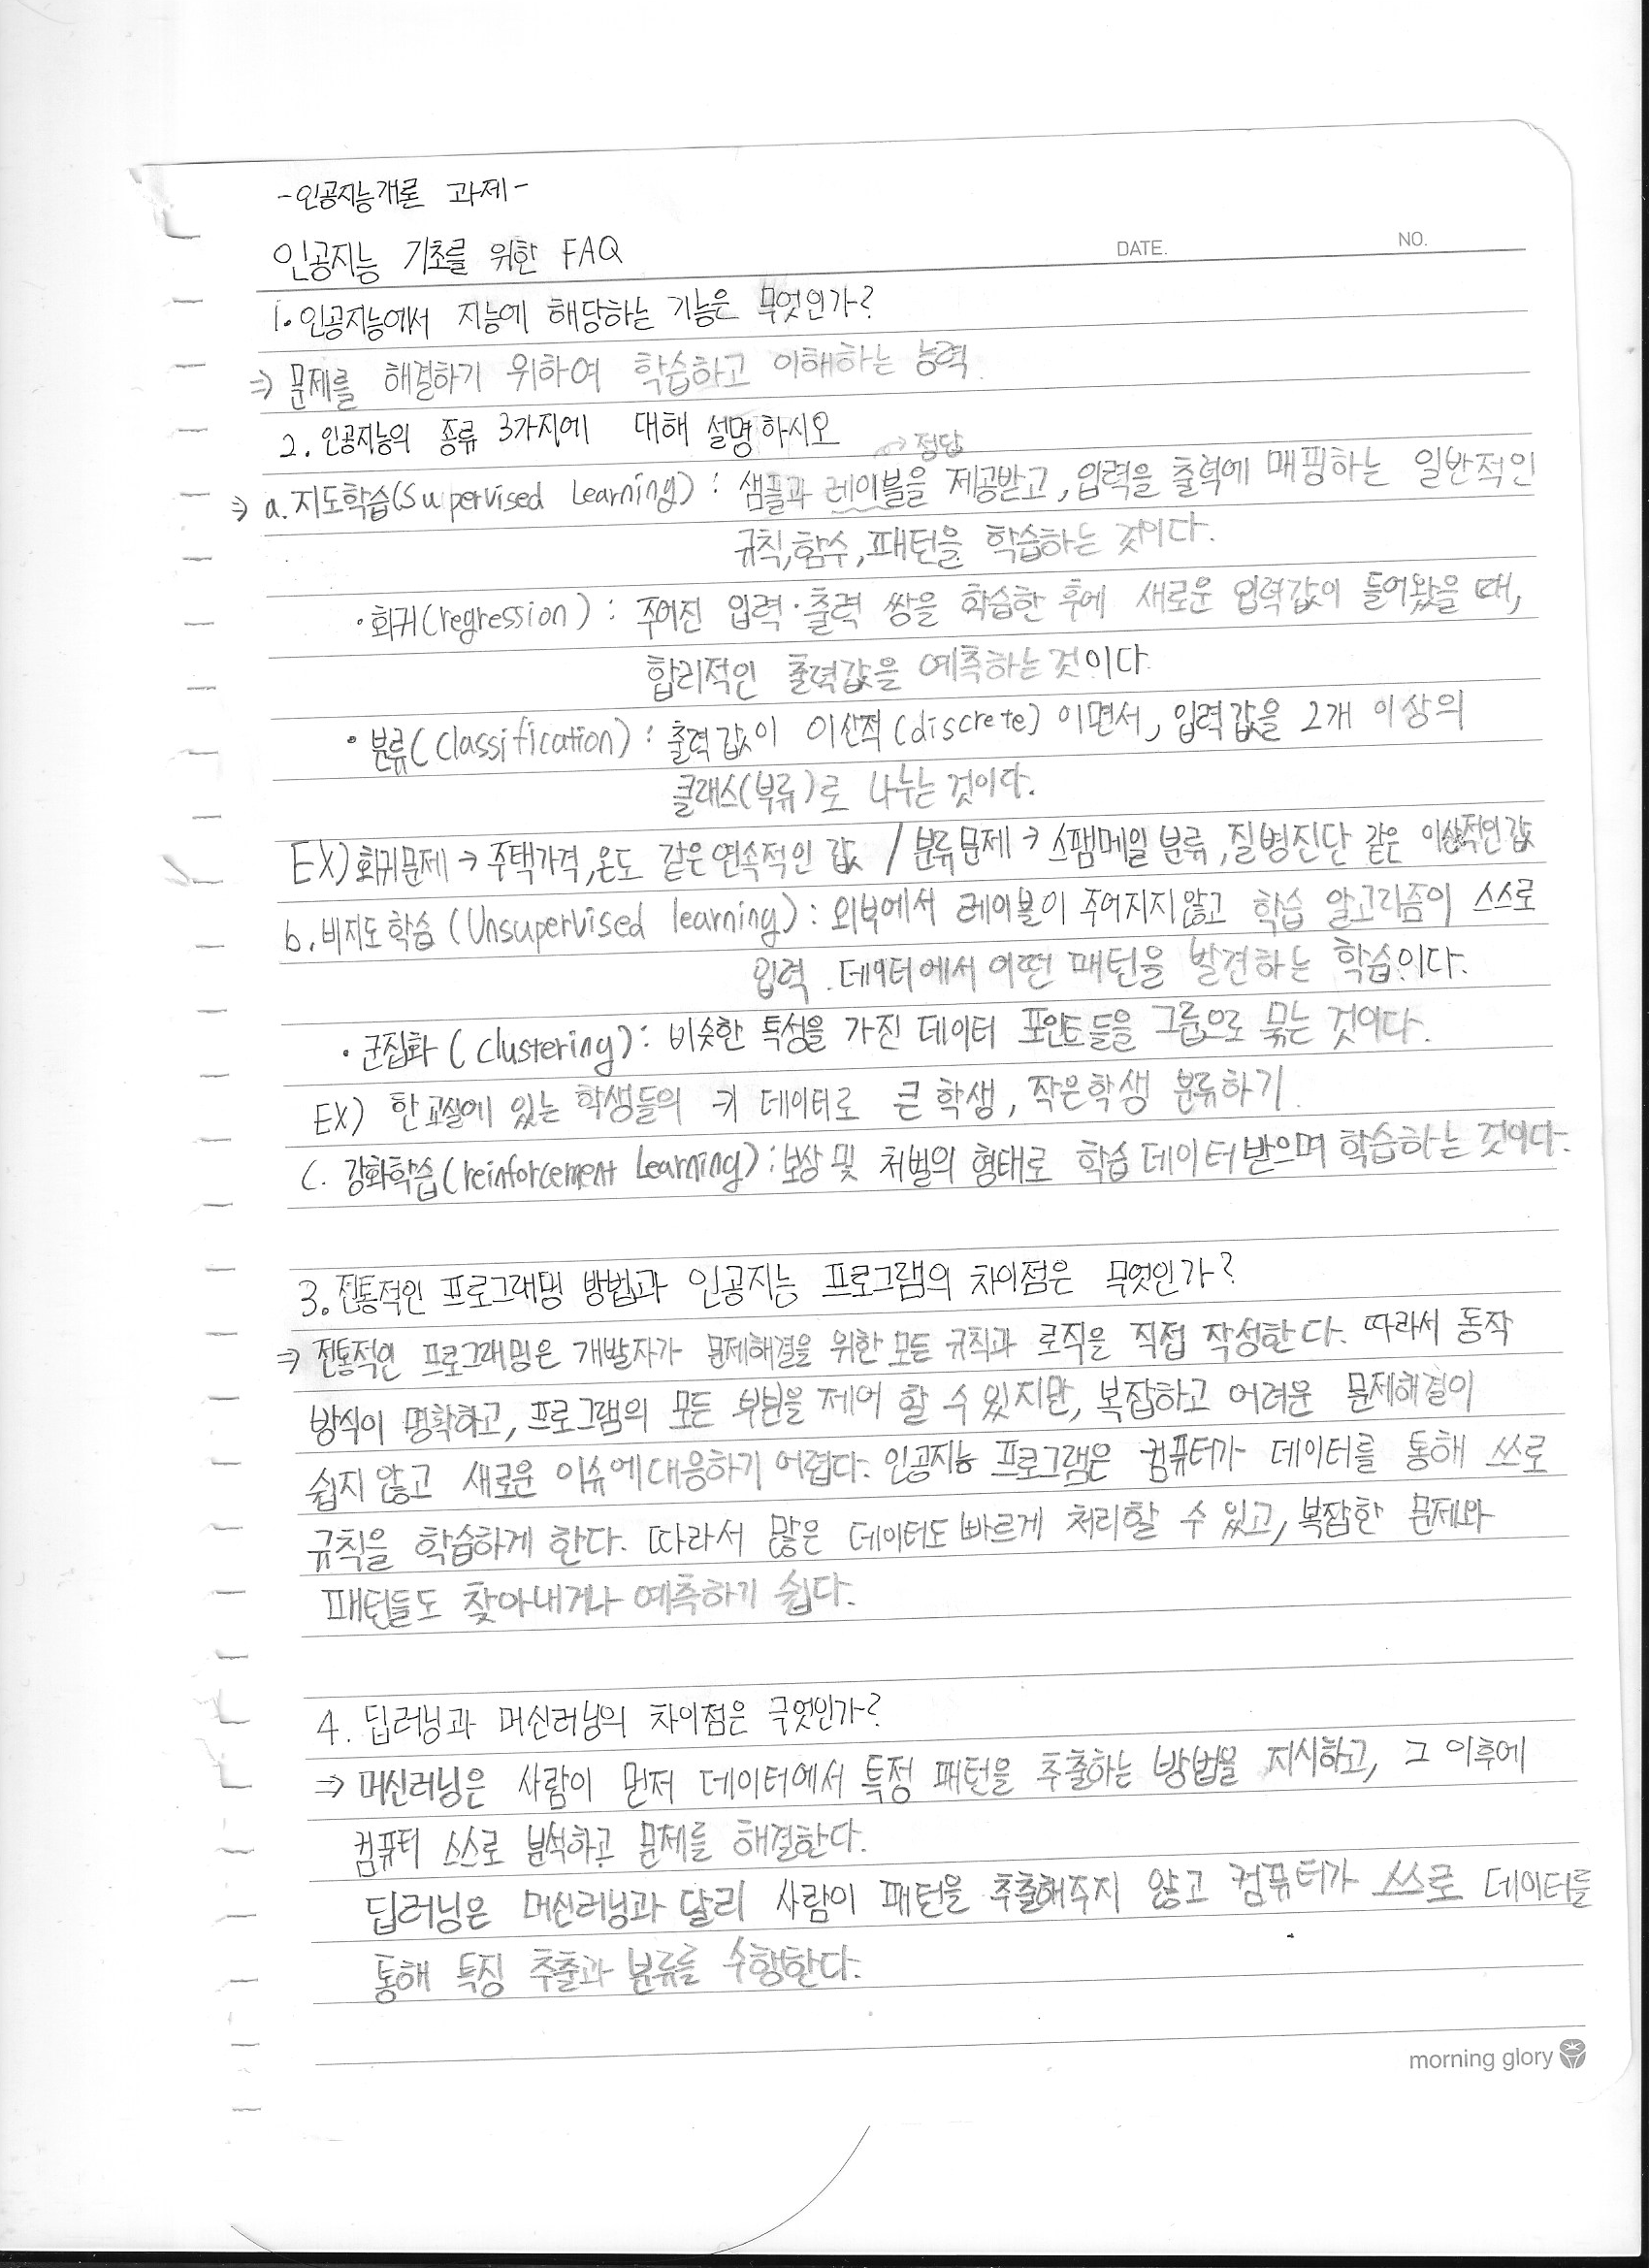 -인공지능개론 과제-
인공지능 기초를 위한 FAQ
DATE.
NO.
1. 인공지능에서 지능에 해당하는 기능은 무엇인가?
⇒ 문제를 해결하기 위하여 학습하고 이해하는 능력.
2. 인공지능의 종류 3가지에 대해 설명하시오
→ 정답
⇒ a. 지도학습(Supervised Learning) : 샘플과 레이블을 제공받고, 입력을 출력에 매핑하는 일반적인
규칙, 함수, 패턴을 학습하는 것이다.
• 회귀(regression) : 주어진 입력·출력 쌍을 학습한 후에 새로운 입력값이 들어왔을 때,
합리적인 출력값을 예측하는 것이다.
• 분류(Classification) : 출력값이 이산적(discrete)이면서, 입력값을 2개 이상의
클래스(부류)로 나누는 것이다.
EX) 회귀문제 → 주택가격, 온도 같은 연속적인 값 / 분류문제 → 스팸메일 분류, 질병진단 같은 이산적인 값
b. 비지도 학습 (Unsupervised learning) : 외부에서 레이블이 주어지지 않고 학습 알고리즘이 스스로
입력 데이터에서 어떤 패턴을 발견하는 학습이다.
• 군집화 (clustering) : 비슷한 특성을 가진 데이터 포인트들을 그룹으로 묶는 것이다.
EX) 한 교실에 있는 학생들의 키 데이터로 큰 학생, 작은학생 분류하기.
C. 강화학습(reinforcement Learning) : 보상 및 처벌의 형태로 학습 데이터 받으며 학습하는 것이다.
3. 전통적인 프로그래밍 방법과 인공지능 프로그램의 차이점은 무엇인가?
⇒ 전통적인 프로그래밍은 개발자가 문제해결을 위한 모든 규칙과 로직을 직접 작성한다. 따라서 동작
방식이 명확하고, 프로그램의 모든 부분을 제어 할 수 있지만, 복잡하고 어려운 문제해결이
쉽지 않고 새로운 이슈에 대응하기 어렵다. 인공지능 프로그램은 컴퓨터가 데이터를 통해 쓰로
규칙을 학습하게 한다. 따라서 많은 데이터도 빠르게 처리할 수 있고, 복잡한 문제와
패턴들도 찾아내거나 예측하기 쉽다.
4. 딥러닝과 머신러닝의 차이점은 무엇인가?
⇒ 머신러닝은 사람이 먼저 데이터에서 특정 패턴을 추출하는 방법을 지시하고, 그 이후에
컴퓨터 스스로 분석하고 문제를 해결한다.
딥러닝은 머신러닝과 달리 사람이 패턴을 추출해주지 않고 컴퓨터가 스스로 데이터를
통해 특징 추출과 분류를 수행한다.
morning glory